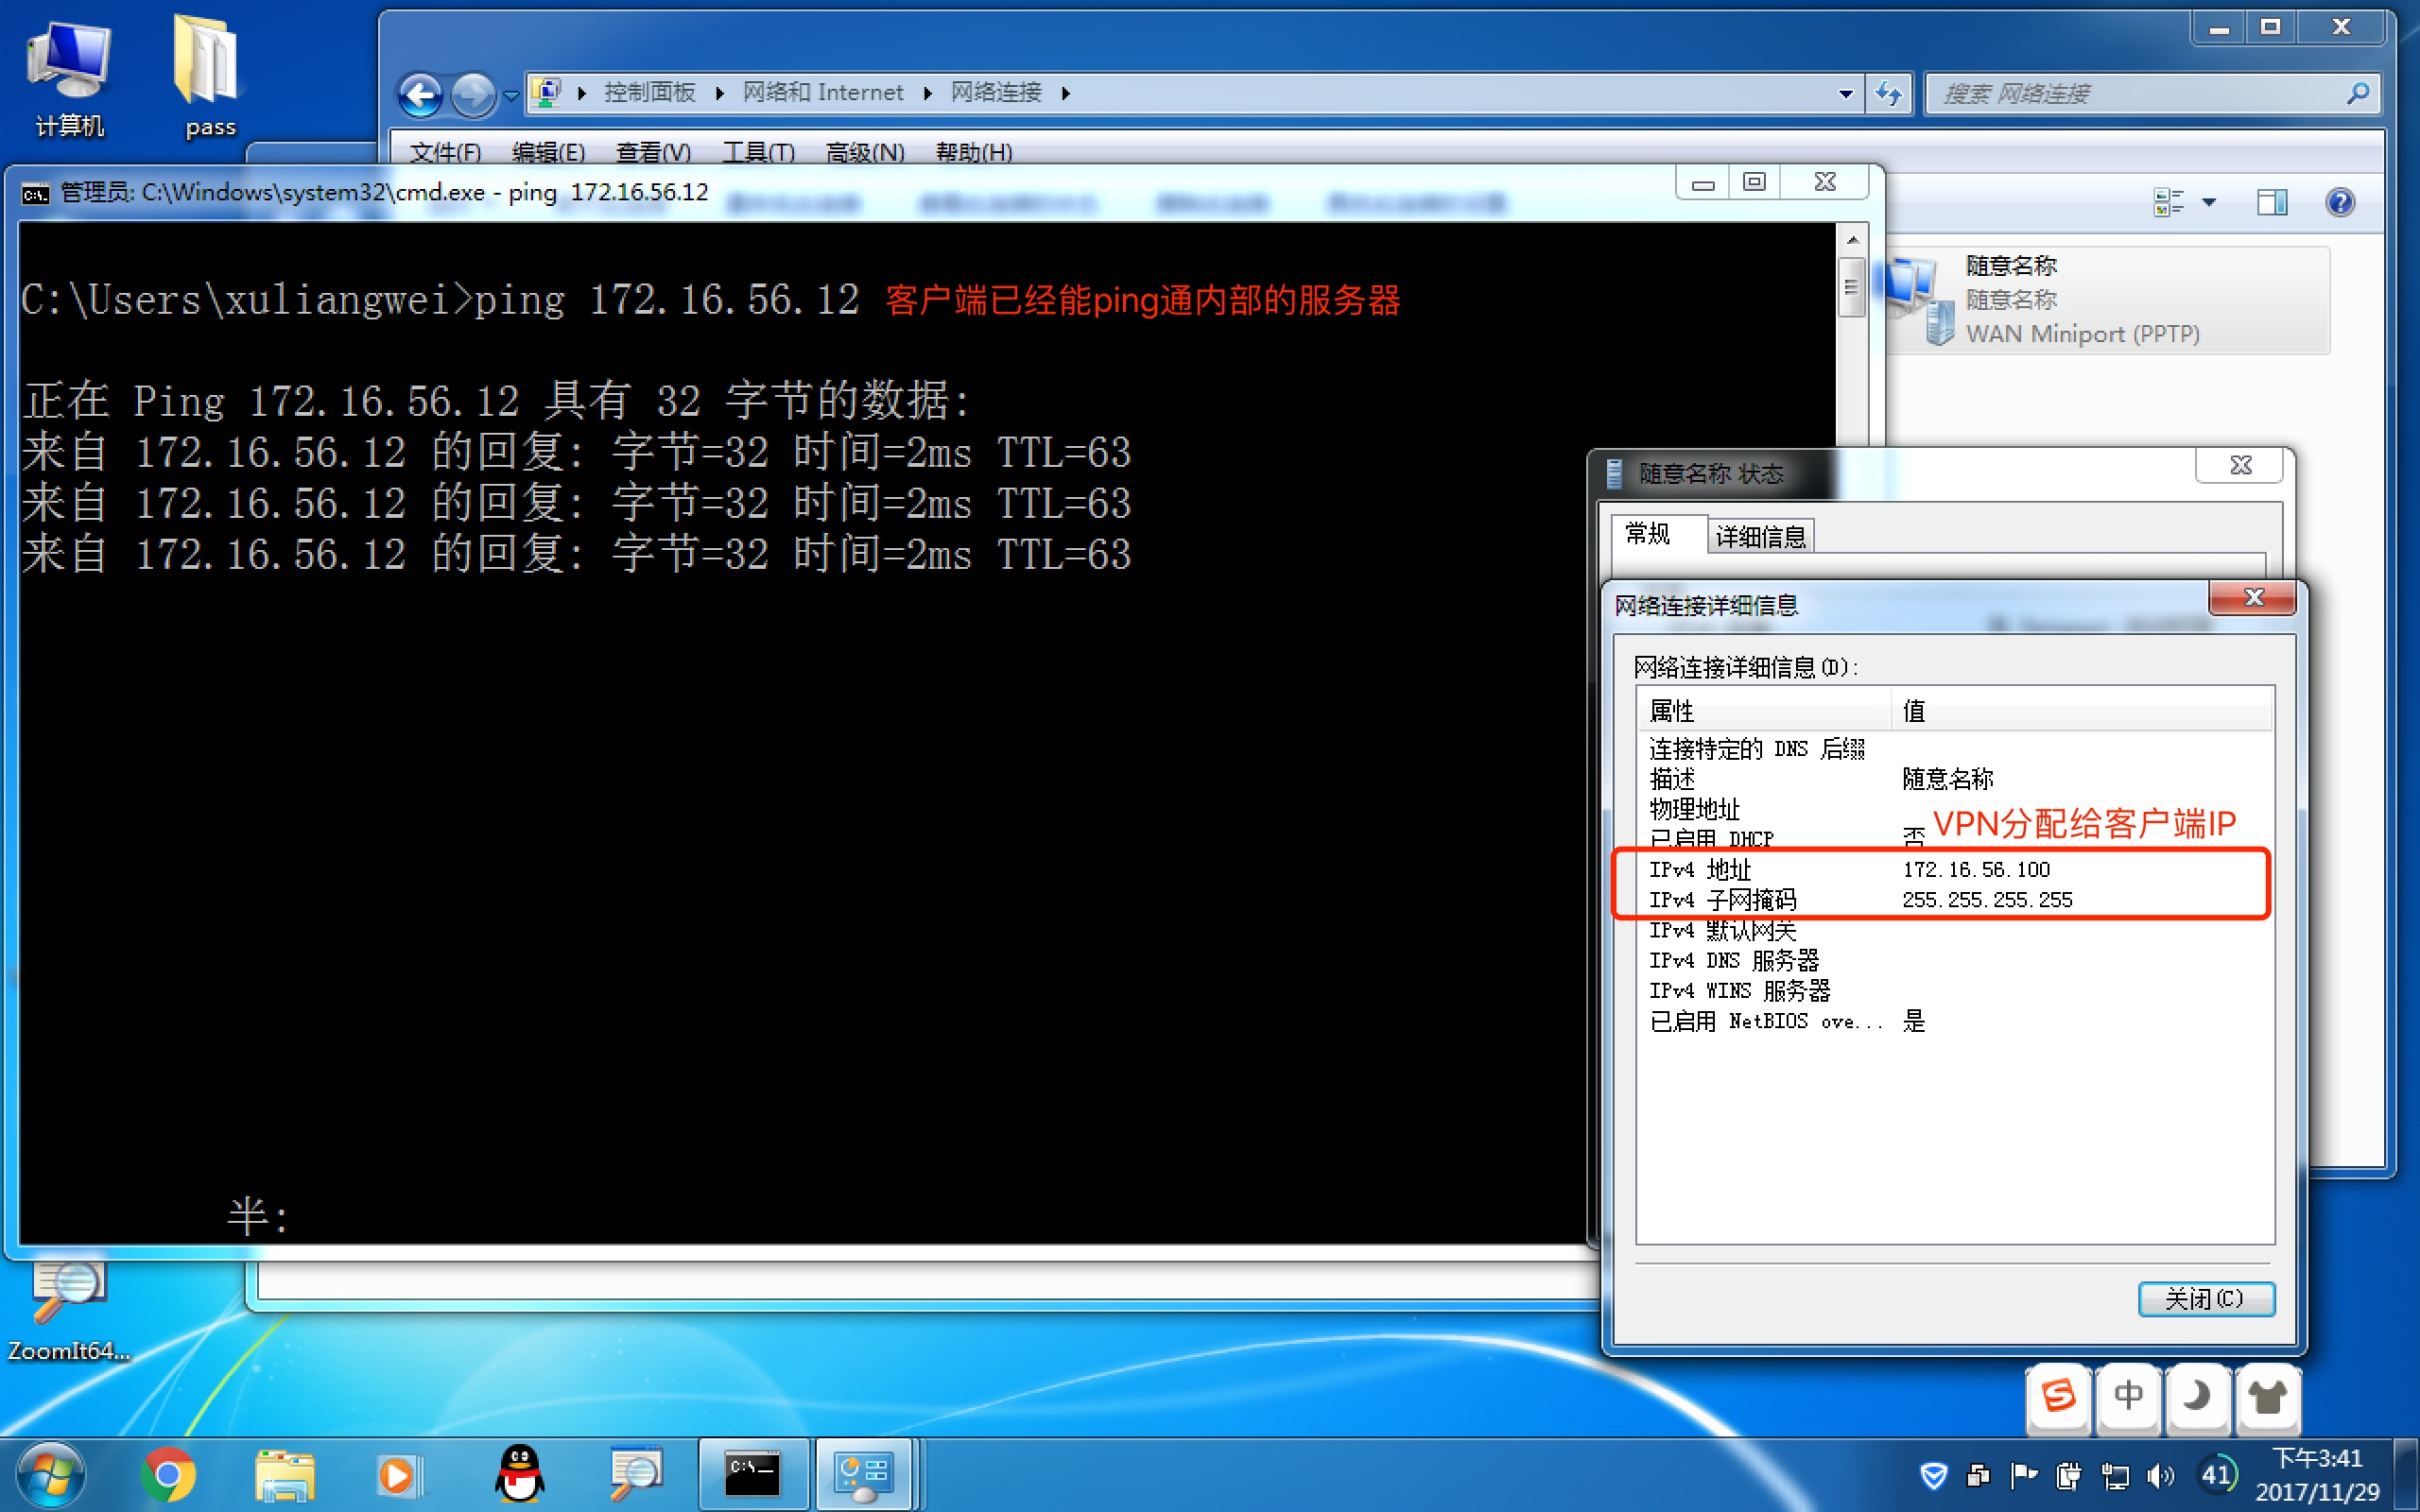 计算机
pass
控制面板
网络和 Internet
网络连接
搜索 网络连接
文件(F)
编辑(E)
查看(V)
工具(T)
高级(N)
帮助(H)
管理员: C:\Windows\system32\cmd.exe - ping  172.16.56.12
随意名称
随意名称
WAN Miniport (PPTP)
C:\Users\xuliangwei>ping 172.16.56.12
客户端已经能ping通内部的服务器
正在 Ping 172.16.56.12 具有 32 字节的数据:
来自 172.16.56.12 的回复: 字节=32 时间=2ms TTL=63
来自 172.16.56.12 的回复: 字节=32 时间=2ms TTL=63
来自 172.16.56.12 的回复: 字节=32 时间=2ms TTL=63
半:
随意名称 状态
常规
详细信息
网络连接详细信息
网络连接详细信息(D):
属性 值
连接特定的 DNS 后缀
描述 随意名称
物理地址
已启用 DHCP 否
VPN分配给客户端IP
IPv4 地址 172.16.56.100
IPv4 子网掩码 255.255.255.255
IPv4 默认网关
IPv4 DNS 服务器
IPv4 WINS 服务器
已启用 NetBIOS ove... 是
关闭(C)
ZoomIt64...
中
41
下午3:41
2017/11/29